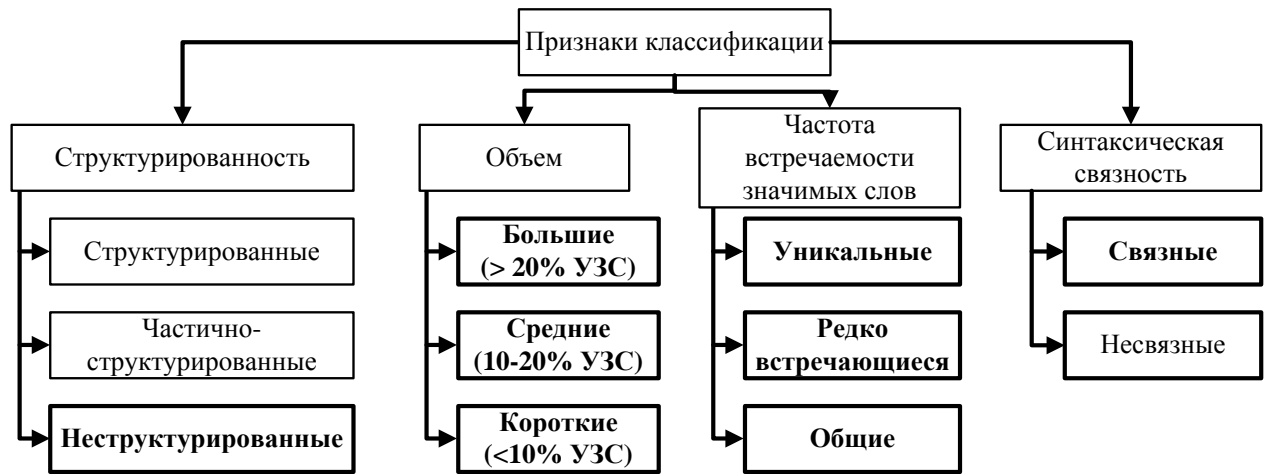 Признаки классификации
Структурированность
Структурированные
Частично-
структурированные
Неструктурированные
Объем
Большие
(> 20% УЗС)
Средние
(10-20% УЗС)
Короткие
(<10% УЗС)
Частота
встречаемости
значимых слов
Уникальные
Редко
встречающиеся
Общие
Синтаксическая
связность
Связные
Несвязные